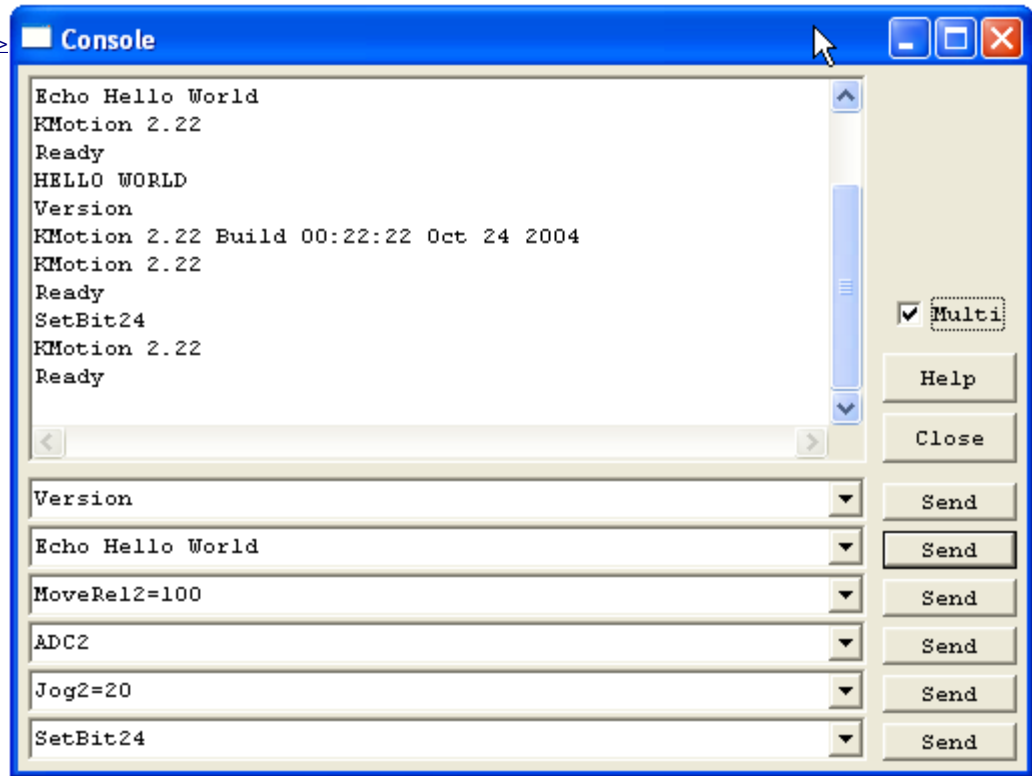 >
Console
Echo Hello World
KMotion 2.22
Ready
HELLO WORLD
Version
KMotion 2.22 Build 00:22:22 Oct 24 2004
KMotion 2.22
Ready
SetBit24
KMotion 2.22
Ready
Multi
Help
Close
Version Send
Echo Hello World Send
MoveRel2=100 Send
ADC2 Send
Jog2=20 Send
SetBit24 Send